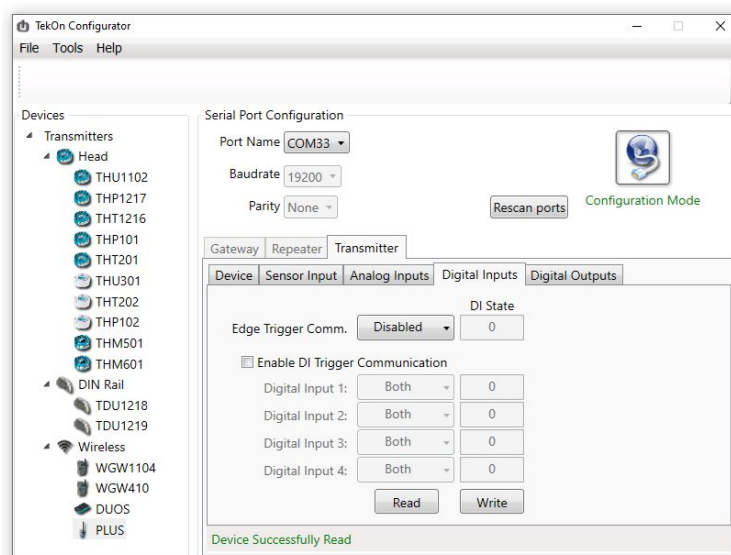 TekOn Configurator
File Tools Help
Devices
Transmitters
Head
THU1102
THP1217
THT1216
THP101
THT201
THU301
THT202
THP102
THM501
THM601
DIN Rail
TDU1218
TDU1219
Wireless
WGW1104
WGW410
DUOS
PLUS
Serial Port Configuration
Port Name COM33
Baudrate 19200
Parity None
Rescan ports
Configuration Mode
Gateway Repeater Transmitter
Device Sensor Input Analog Inputs Digital Inputs Digital Outputs
DI State
Edge Trigger Comm. Disabled 0
Enable DI Trigger Communication
Digital Input 1: Both 0
Digital Input 2: Both 0
Digital Input 3: Both 0
Digital Input 4: Both 0
Read Write
Device Successfully Read